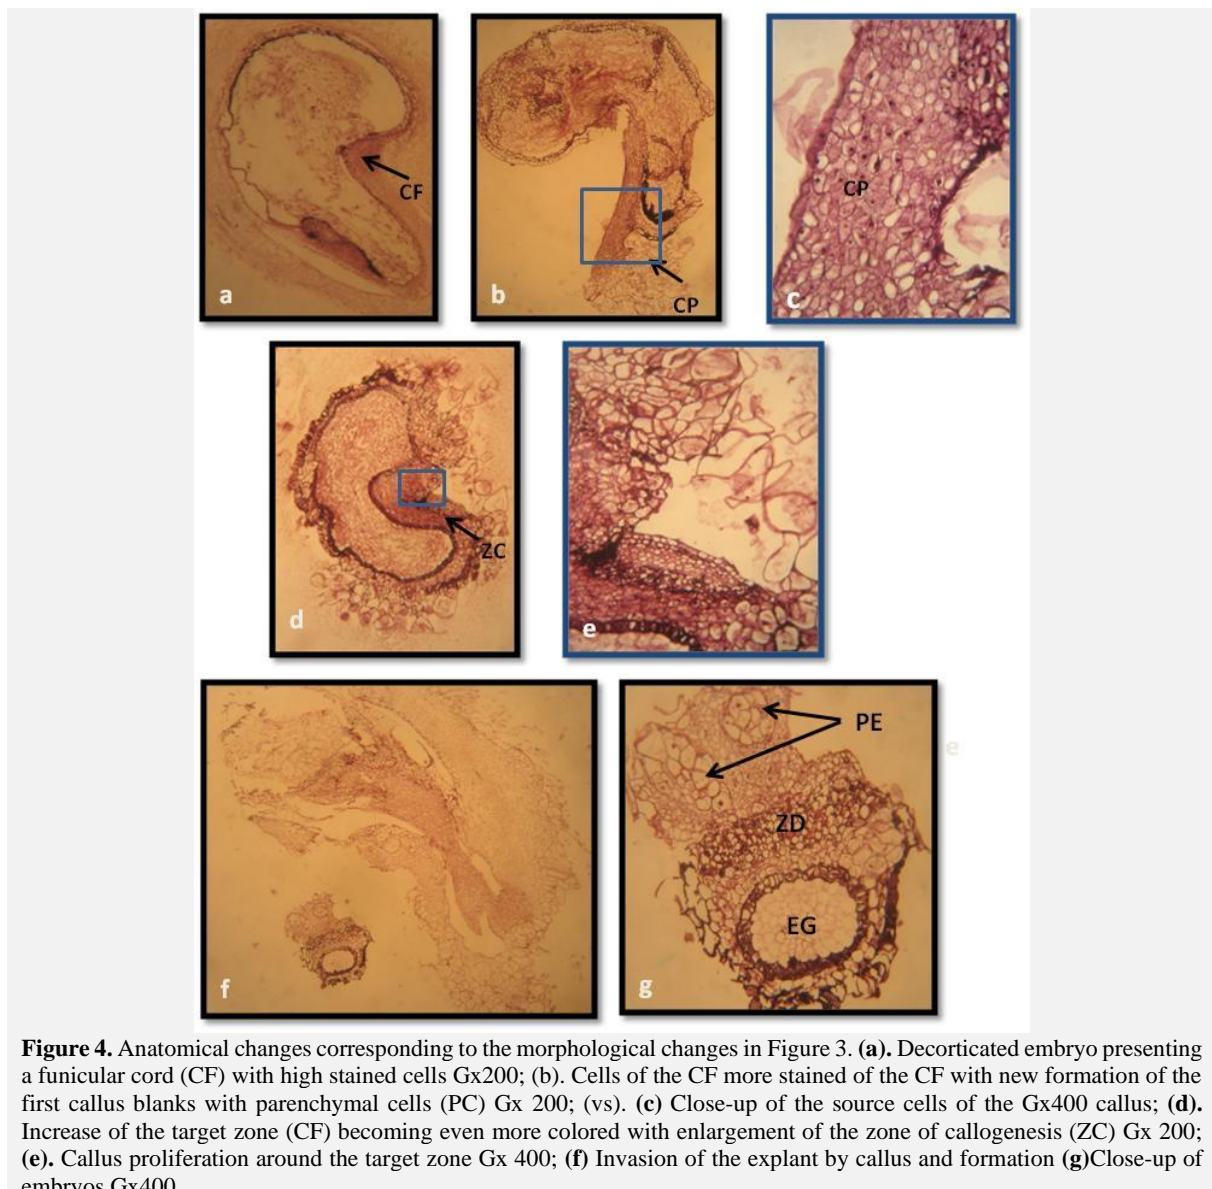 CF
a
b
CP
CP
c
ZC
d
e
PE
e
ZD
EG
f
g
Figure 4. Anatomical changes corresponding to the morphological changes in Figure 3. (a). Decorticated embryo presenting
a funicular cord (CF) with high stained cells Gx200; (b). Cells of the CF more stained of the CF with new formation of the
first callus blanks with parenchymal cells (PC) Gx 200; (vs). (c) Close-up of the source cells of the Gx400 callus; (d).
Increase of the target zone (CF) becoming even more colored with enlargement of the zone of callogenesis (ZC) Gx 200;
(e). Callus proliferation around the target zone Gx 400; (f) Invasion of the explant by callus and formation (g)Close-up of
embryos Gx400